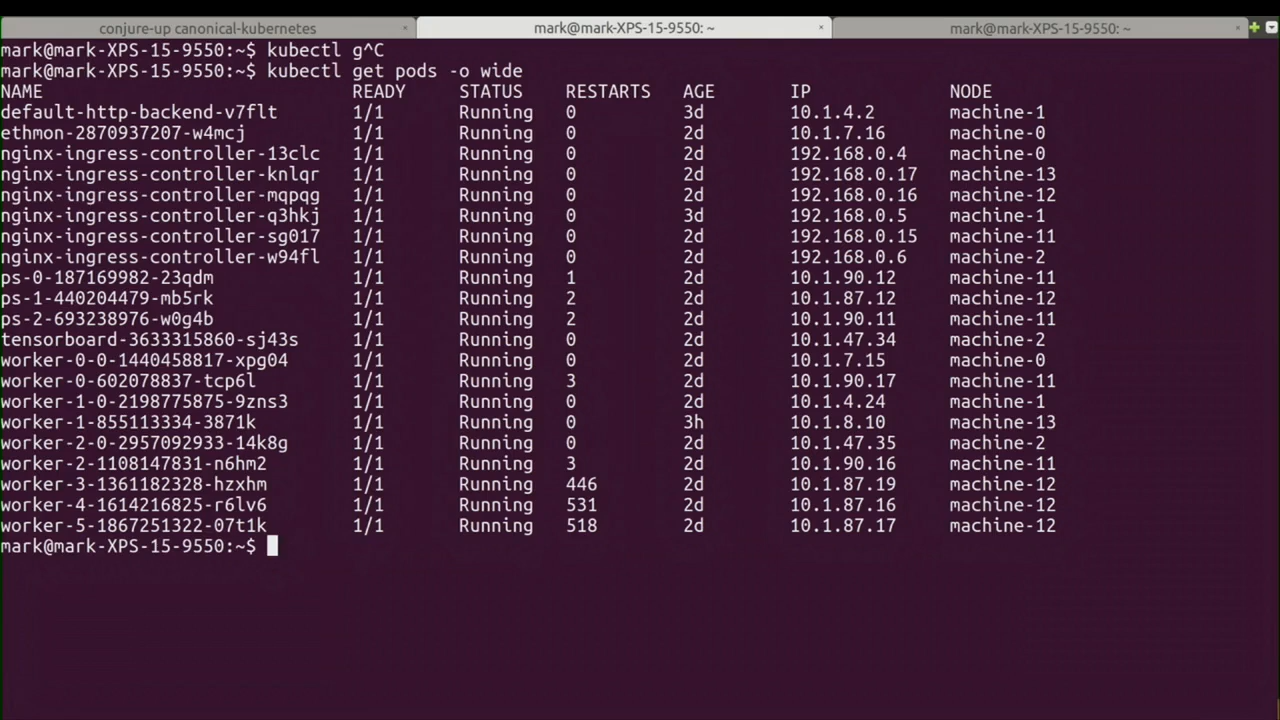 conjure-up canonical-kubernetes × mark@mark-XPS-15-9550: ~ × mark@mark-XPS-15-9550: ~ ×
mark@mark-XPS-15-9550:~$ kubectl g^C
mark@mark-XPS-15-9550:~$ kubectl get pods -o wide
NAME READY STATUS RESTARTS AGE IP NODE
default-http-backend-v7flt 1/1 Running 0 3d 10.1.4.2 machine-1
ethmon-2870937207-w4mcj 1/1 Running 0 2d 10.1.7.16 machine-0
nginx-ingress-controller-13clc 1/1 Running 0 2d 192.168.0.4 machine-0
nginx-ingress-controller-knlqr 1/1 Running 0 2d 192.168.0.17 machine-13
nginx-ingress-controller-mqpqg 1/1 Running 0 2d 192.168.0.16 machine-12
nginx-ingress-controller-q3hkj 1/1 Running 0 3d 192.168.0.5 machine-1
nginx-ingress-controller-sg017 1/1 Running 0 2d 192.168.0.15 machine-11
nginx-ingress-controller-w94fl 1/1 Running 0 2d 192.168.0.6 machine-2
ps-0-187169982-23qdm 1/1 Running 1 2d 10.1.90.12 machine-11
ps-1-440204479-mb5rk 1/1 Running 2 2d 10.1.87.12 machine-12
ps-2-693238976-w0g4b 1/1 Running 2 2d 10.1.90.11 machine-11
tensorboard-3633315860-sj43s 1/1 Running 0 2d 10.1.47.34 machine-2
worker-0-0-1440458817-xpg04 1/1 Running 0 2d 10.1.7.15 machine-0
worker-0-602078837-tcp6l 1/1 Running 3 2d 10.1.90.17 machine-11
worker-1-0-2198775875-9zns3 1/1 Running 0 2d 10.1.4.24 machine-1
worker-1-855113334-3871k 1/1 Running 0 3h 10.1.8.10 machine-13
worker-2-0-2957092933-14k8g 1/1 Running 0 2d 10.1.47.35 machine-2
worker-2-1108147831-n6hm2 1/1 Running 3 2d 10.1.90.16 machine-11
worker-3-1361182328-hzxhm 1/1 Running 446 2d 10.1.87.19 machine-12
worker-4-1614216825-r6lv6 1/1 Running 531 2d 10.1.87.16 machine-12
worker-5-1867251322-07t1k 1/1 Running 518 2d 10.1.87.17 machine-12
mark@mark-XPS-15-9550:~$